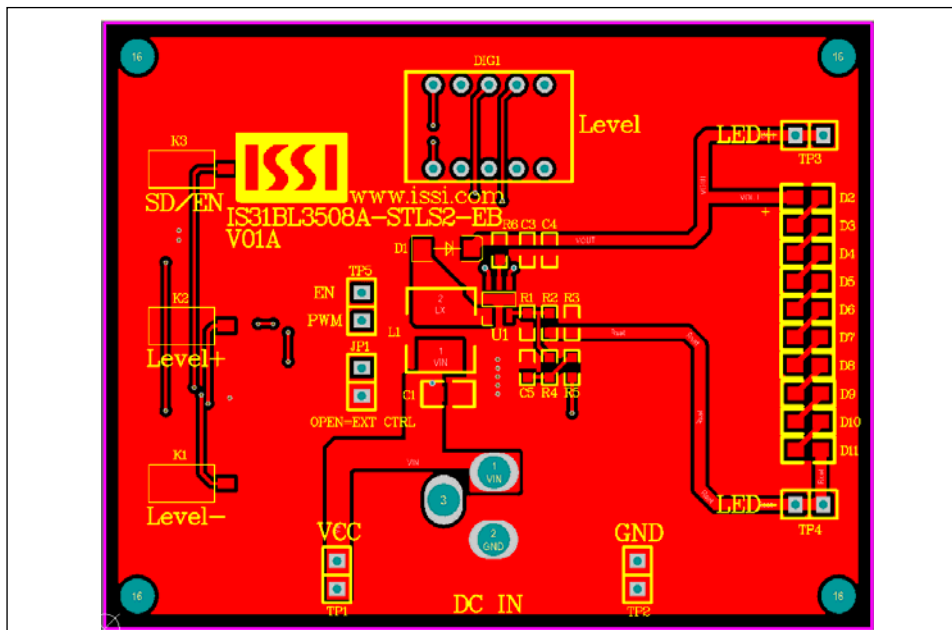 16
16
DIG1
Level
LED+
TP3
K3
ISSI
SD/EN
www.issi.com
IS31BL3508A-STLS2-EB
V01A
VOUT
VOUT
D1
R6 C3 C4
VOUT
+
D2
D3
D4
D5
D6
D7
D8
D9
D10
D11
TP5
EN
PWM
K2
Level+
2
LX
L1
U1
R1 R2 R3
JP1
1
VIN
C1
C5 R4 R5
OPEN=EXT CTRL
VIN
1
VIN
3
2
GND
K1
Level-
VCC
TP1
GND
TP2
LED-
TP4
DC IN
16
16